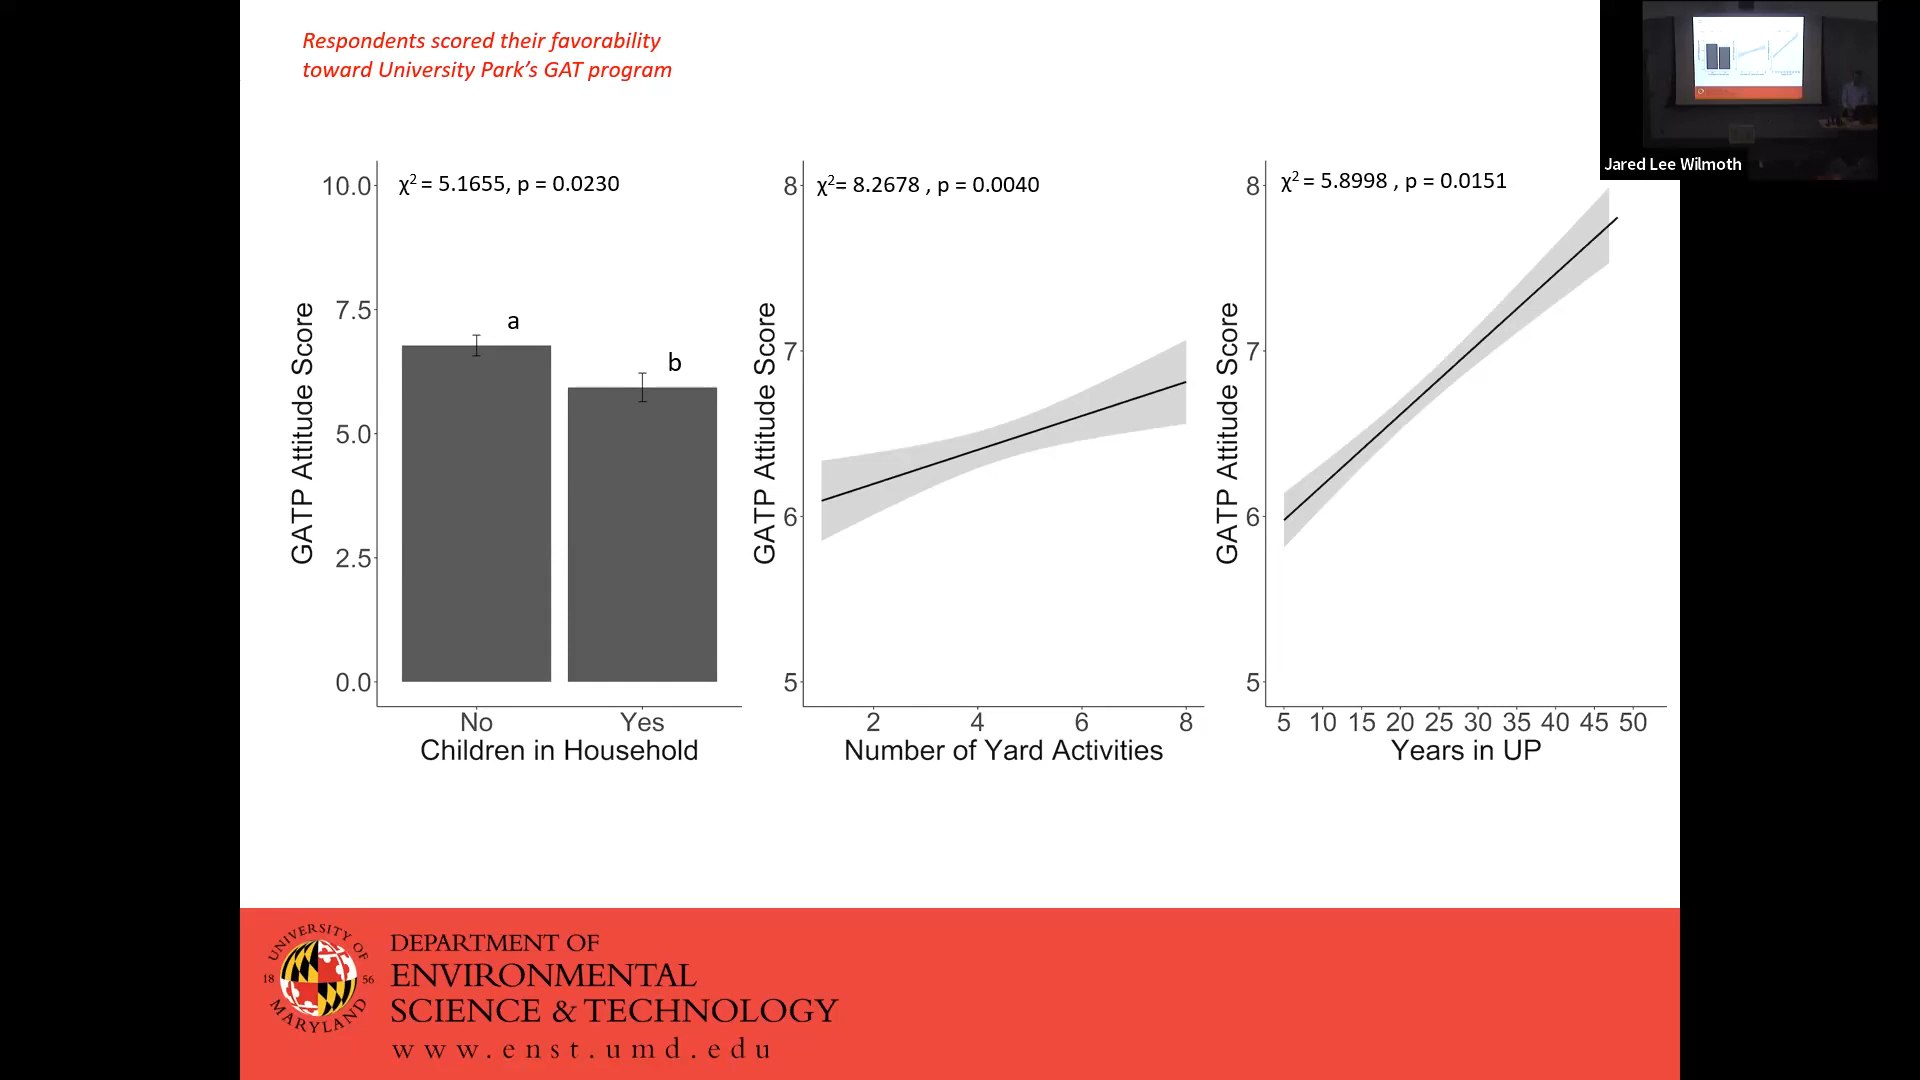 Respondents scored their favorability
toward University Park's GAT program
Jared Lee Wilmoth
χ² = 5.1655, p = 0.0230
10.0
7.5
5.0
2.5
0.0
GATP Attitude Score
a
b
No Yes
Children in Household
χ²= 8.2678 , p = 0.0040
8
7
6
5
GATP Attitude Score
2 4 6 8
Number of Yard Activities
χ² = 5.8998 , p = 0.0151
8
7
6
5
GATP Attitude Score
5 10 15 20 25 30 35 40 45 50
Years in UP
UNIVERSITY OF
18 56
MARYLAND
DEPARTMENT OF
ENVIRONMENTAL
SCIENCE & TECHNOLOGY
www.enst.umd.edu